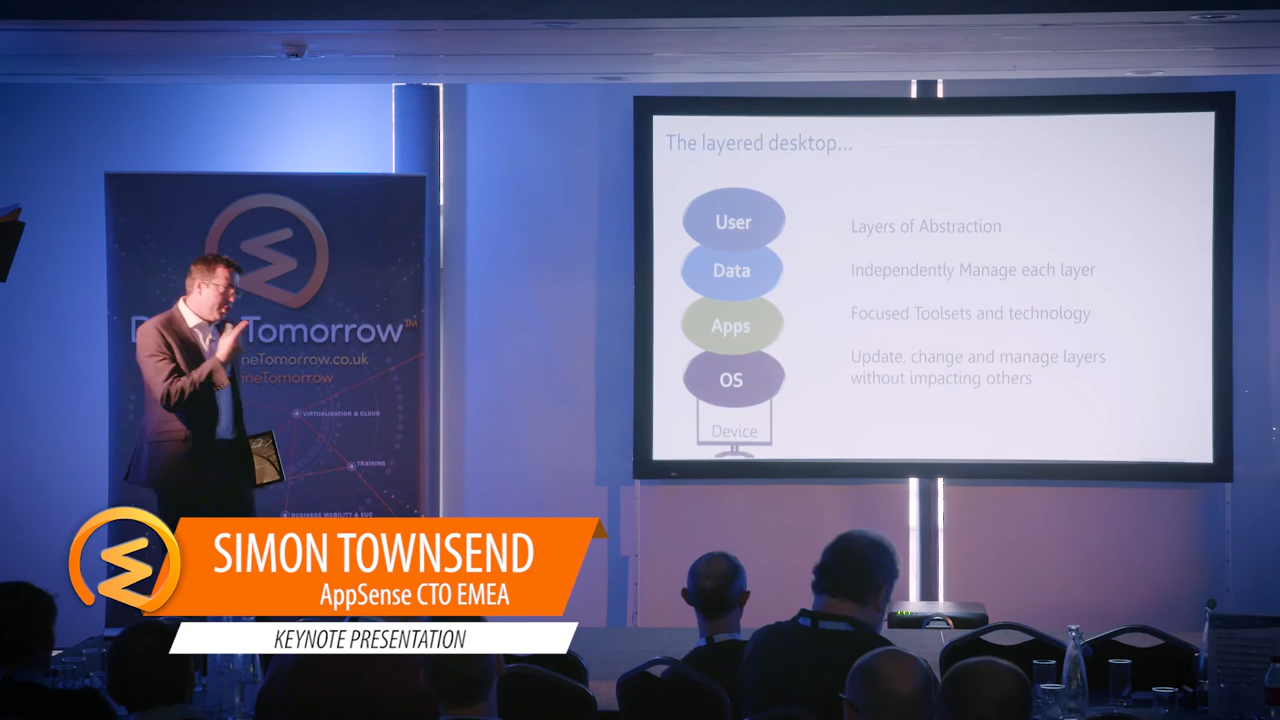 The layered desktop...
User
Data
Apps
OS
Device
Layers of Abstraction
Independently Manage each layer
Focused Toolsets and technology
Update, change and manage layers
without impacting others
Tomorrow™
neTomorrow.co.uk
neTomorrow
VIRTUALISATION & CLOUD
TRAINING
BUSINESS MOBILITY & EUC
SIMON TOWNSEND
AppSense CTO EMEA
KEYNOTE PRESENTATION